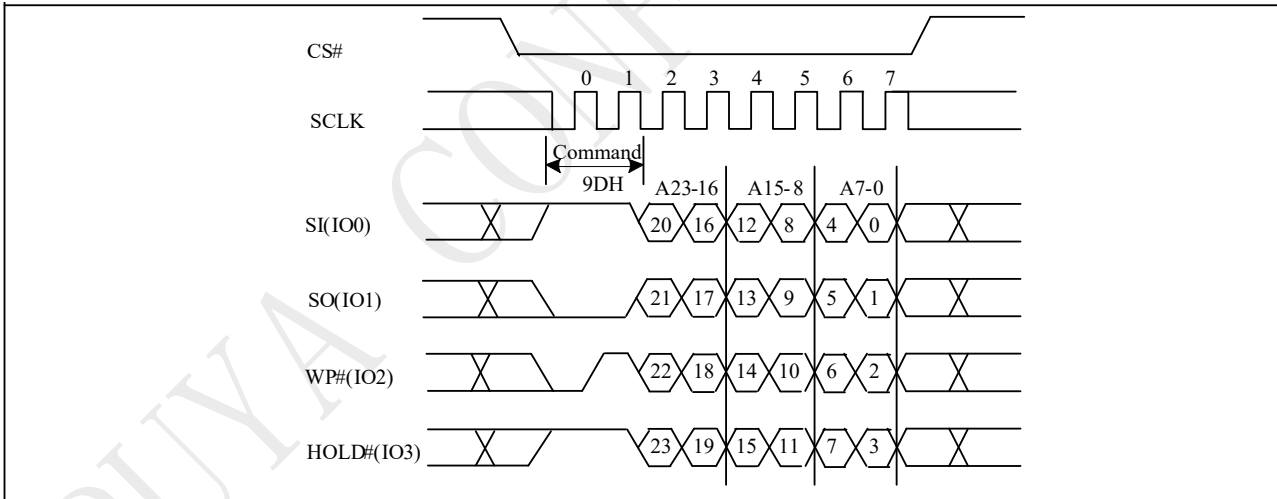 PUYA CONF
CS#
0 1 2 3 4 5 6 7
SCLK
Command
9DH
A23-16 A15-8 A7-0
SI(IO0) 20 16 12 8 4 0
SO(IO1) 21 17 13 9 5 1
WP#(IO2) 22 18 14 10 6 2
HOLD#(IO3) 23 19 15 11 7 3